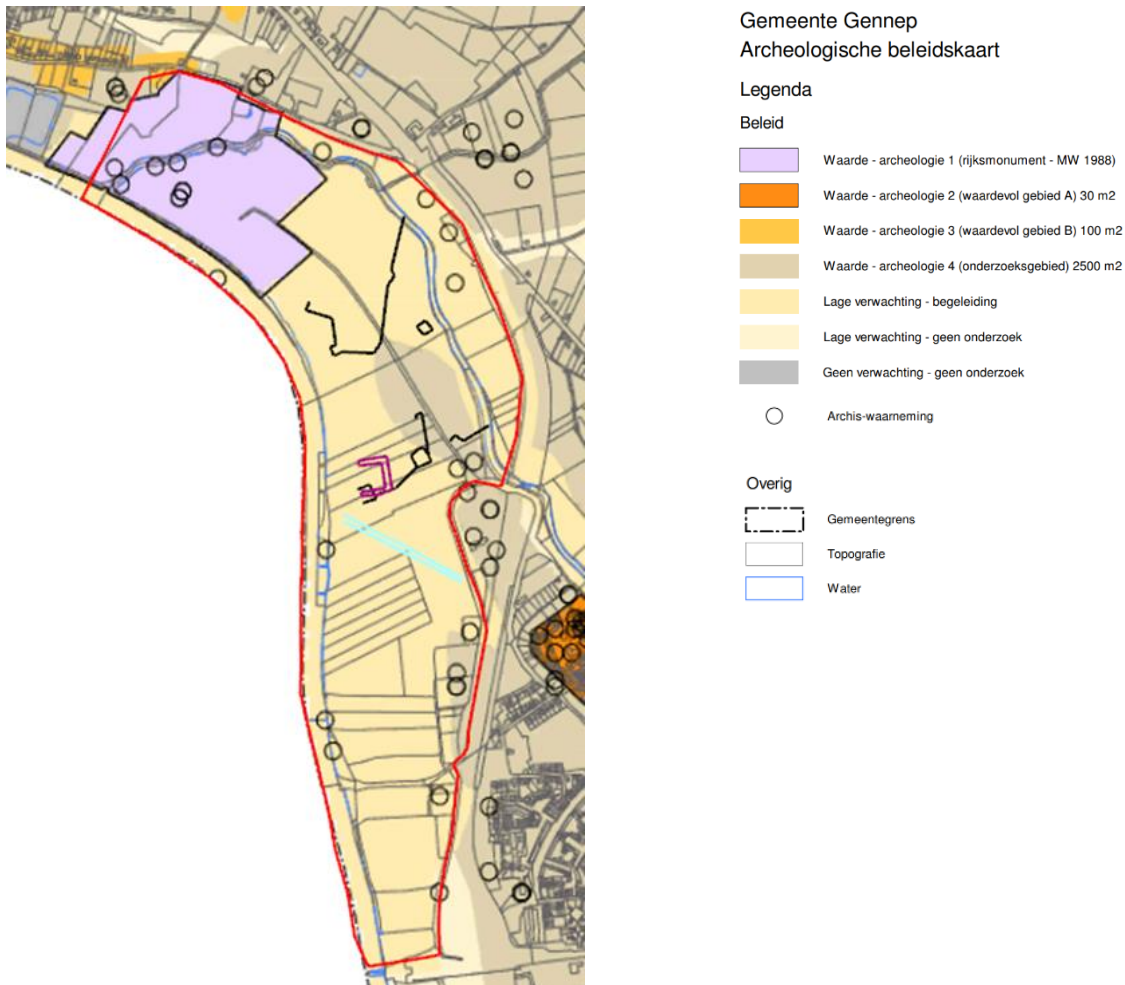 Gemeente Gennep
Archeologische beleidskaart
Legenda
Beleid
Waarde - archeologie 1 (rijksmonument - MW 1988)
Waarde - archeologie 2 (waardevol gebied A) 30 m2
Waarde - archeologie 3 (waardevol gebied B) 100 m2
Waarde - archeologie 4 (onderzoeksgebied) 2500 m2
Lage verwachting - begeleiding
Lage verwachting - geen onderzoek
Geen verwachting - geen onderzoek
Archis-waarneming
Overig
Gemeentegrens
Topografie
Water